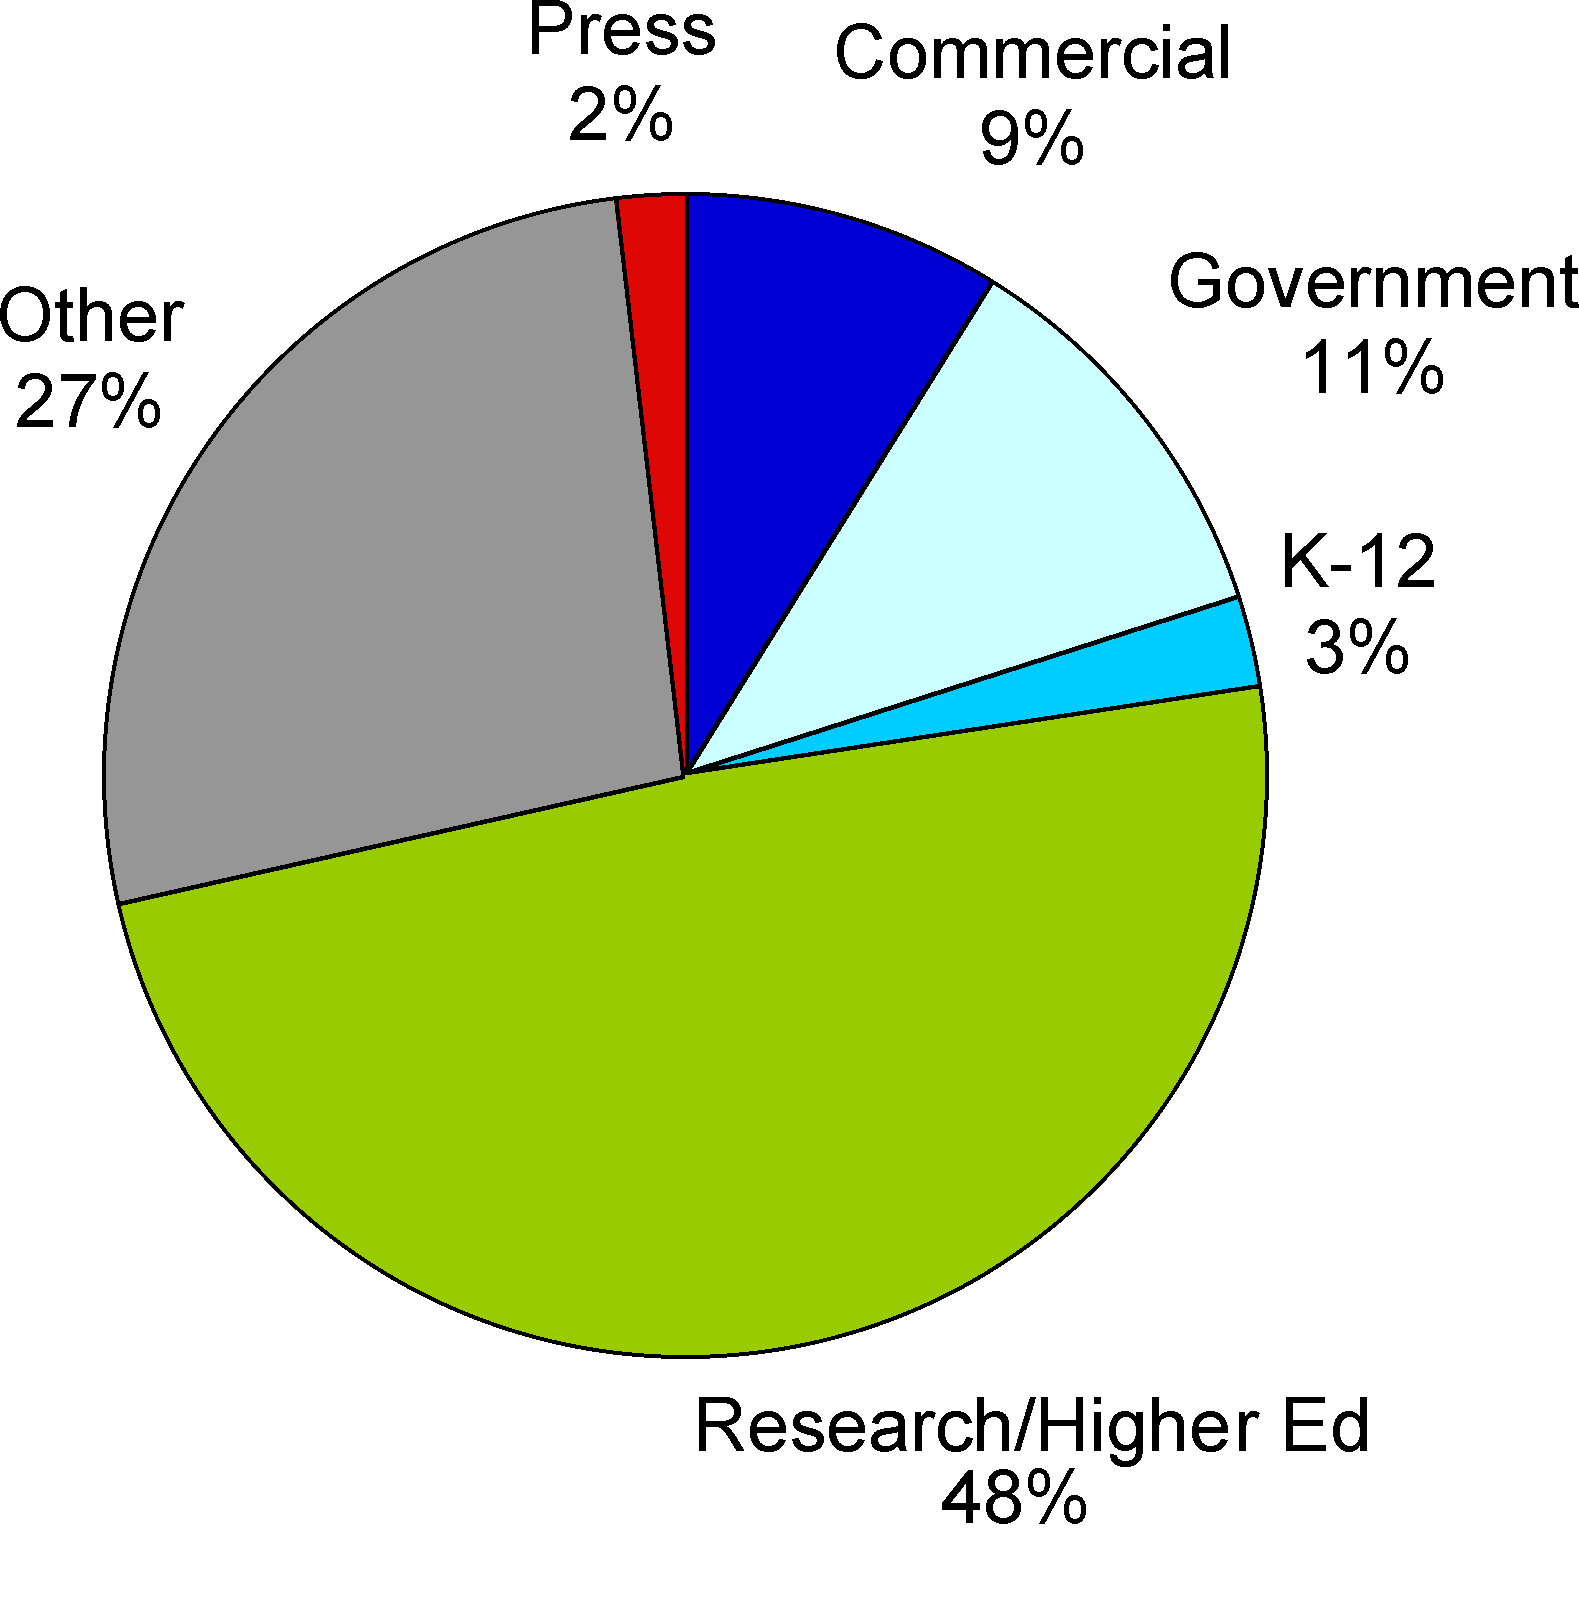 Press
2%
Commercial
9%
Government
11%
Other
27%
K-12
3%
Research/Higher Ed
48%